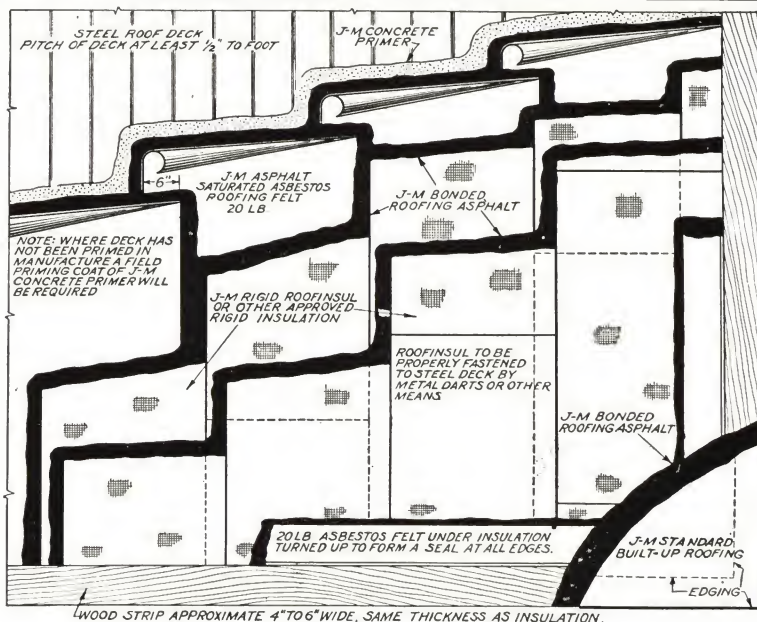 STEEL ROOF DECK
PITCH OF DECK AT LEAST ½" TO FOOT
J-M CONCRETE
PRIMER
6"
J-M ASPHALT
SATURATED ASBESTOS
ROOFING FELT
20 LB.
J-M BONDED
ROOFING ASPHALT
NOTE: WHERE DECK HAS
NOT BEEN PRIMED IN
MANUFACTURE A FIELD
PRIMING COAT OF J-M
CONCRETE PRIMER WILL
BE REQUIRED
J-M RIGID ROOFINSUL
OR OTHER APPROVED
RIGID INSULATION
ROOFINSUL TO BE
PROPERLY FASTENED
TO STEEL DECK BY
METAL DARTS OR OTHER
MEANS
J-M BONDED
ROOFING ASPHALT
20LB ASBESTOS FELT UNDER INSULATION
TURNED UP TO FORM A SEAL AT ALL EDGES.
J-M STANDARD
BUILT-UP ROOFING
EDGING
WOOD STRIP APPROXIMATE 4" TO 6" WIDE, SAME THICKNESS AS INSULATION.